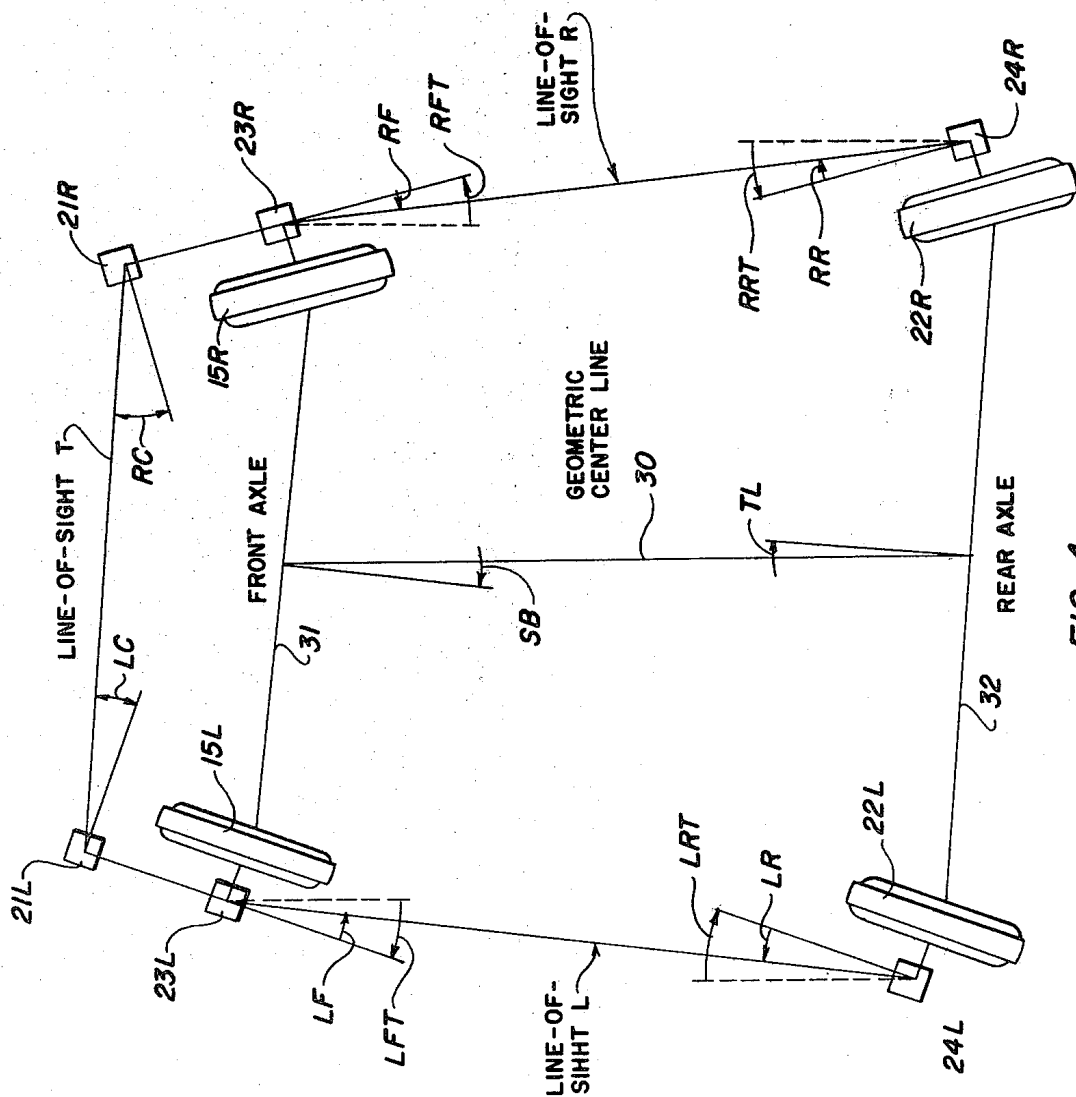 21R
23R
RF
RFT
LINE-OF-
SIGHT R
24R
LINE-OF-SIGHT T
RC
15R
RRT
RR
22R
LC
FRONT AXLE
GEOMETRIC
CENTER LINE
30
TL
31
SB
REAR AXLE
21L
15L
32
23L
LF
LFT
LRT
LR
22L
LINE-OF-
SIHHT L
24L